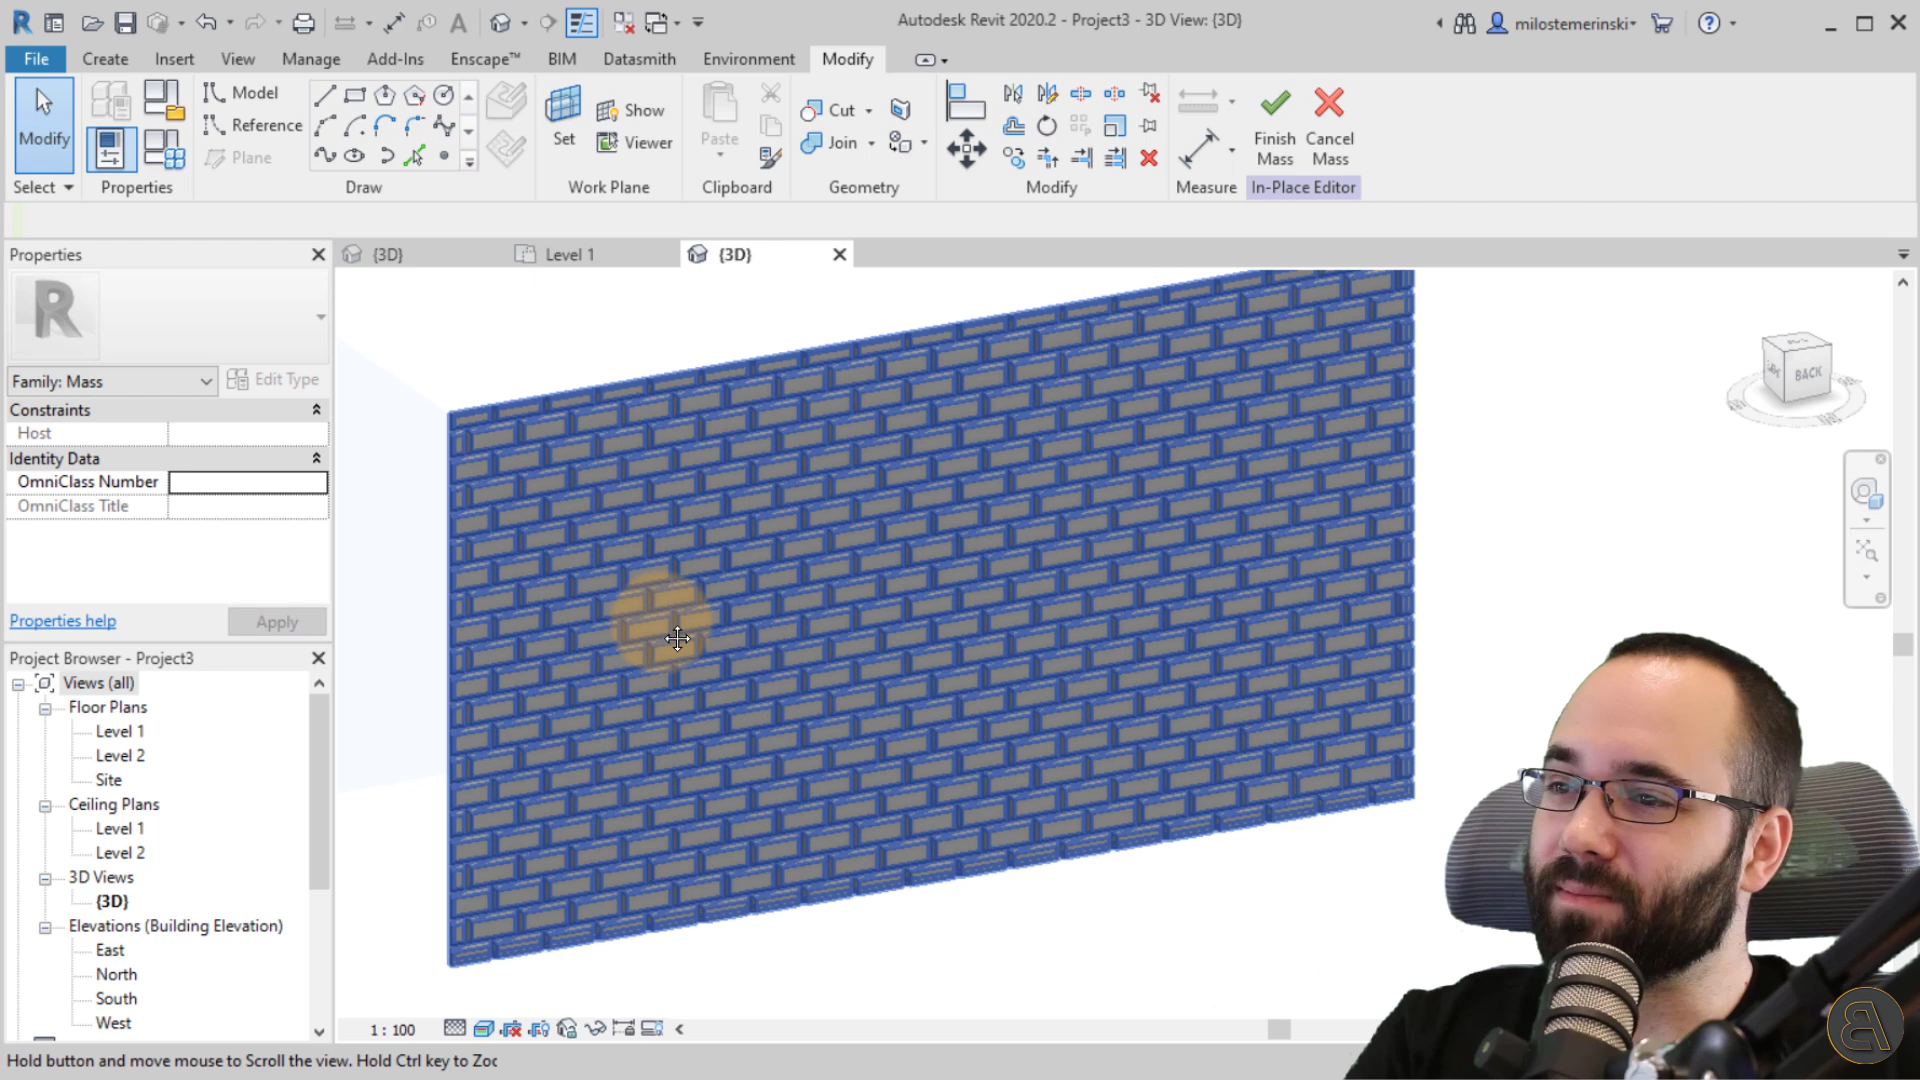 Autodesk Revit 2020.2 - Project3 - 3D View: {3D}
milostemerinski
File Create Insert View Manage Add-Ins Enscape™ BIM Datasmith Environment Modify
Modify
Model
Reference
Plane
Set
Show
Viewer
Paste
Cut
Join
Finish Mass
Cancel Mass
Select Properties Draw Work Plane Clipboard Geometry Modify Measure In-Place Editor
Properties
{3D} Level 1 {3D}
Family: Mass Edit Type
Constraints
Host
Identity Data
OmniClass Number
OmniClass Title
Properties help Apply
Project Browser - Project3
Views (all)
Floor Plans
Level 1
Level 2
Site
Ceiling Plans
Level 1
Level 2
3D Views
{3D}
Elevations (Building Elevation)
East
North
South
West
BACK
1 : 100
Hold button and move mouse to Scroll the view. Hold Ctrl key to Zoc